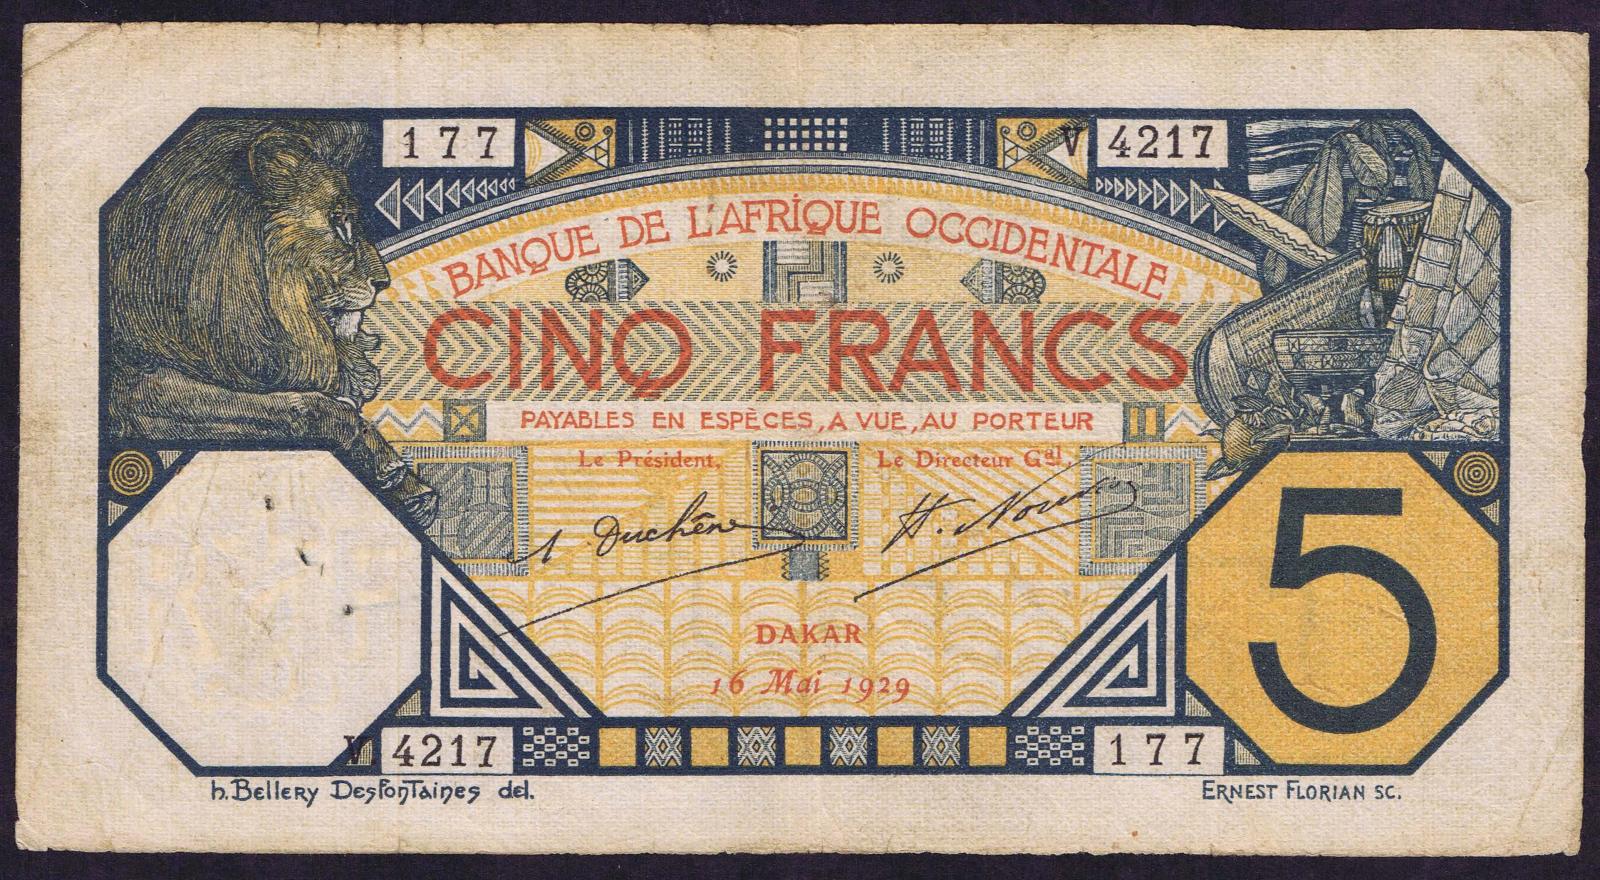 177
V 4217
BANQUE DE L'AFRIQUE OCCIDENTALE
CINQ FRANCS
PAYABLES EN ESPÈCES, A VUE, AU PORTEUR
Le Président,
Le Directeur Gal
Duchêne
5
DAKAR
16 Mai 1929
V 4217
177
h. Bellery Desfontaines del.
ERNEST FLORIAN SC.